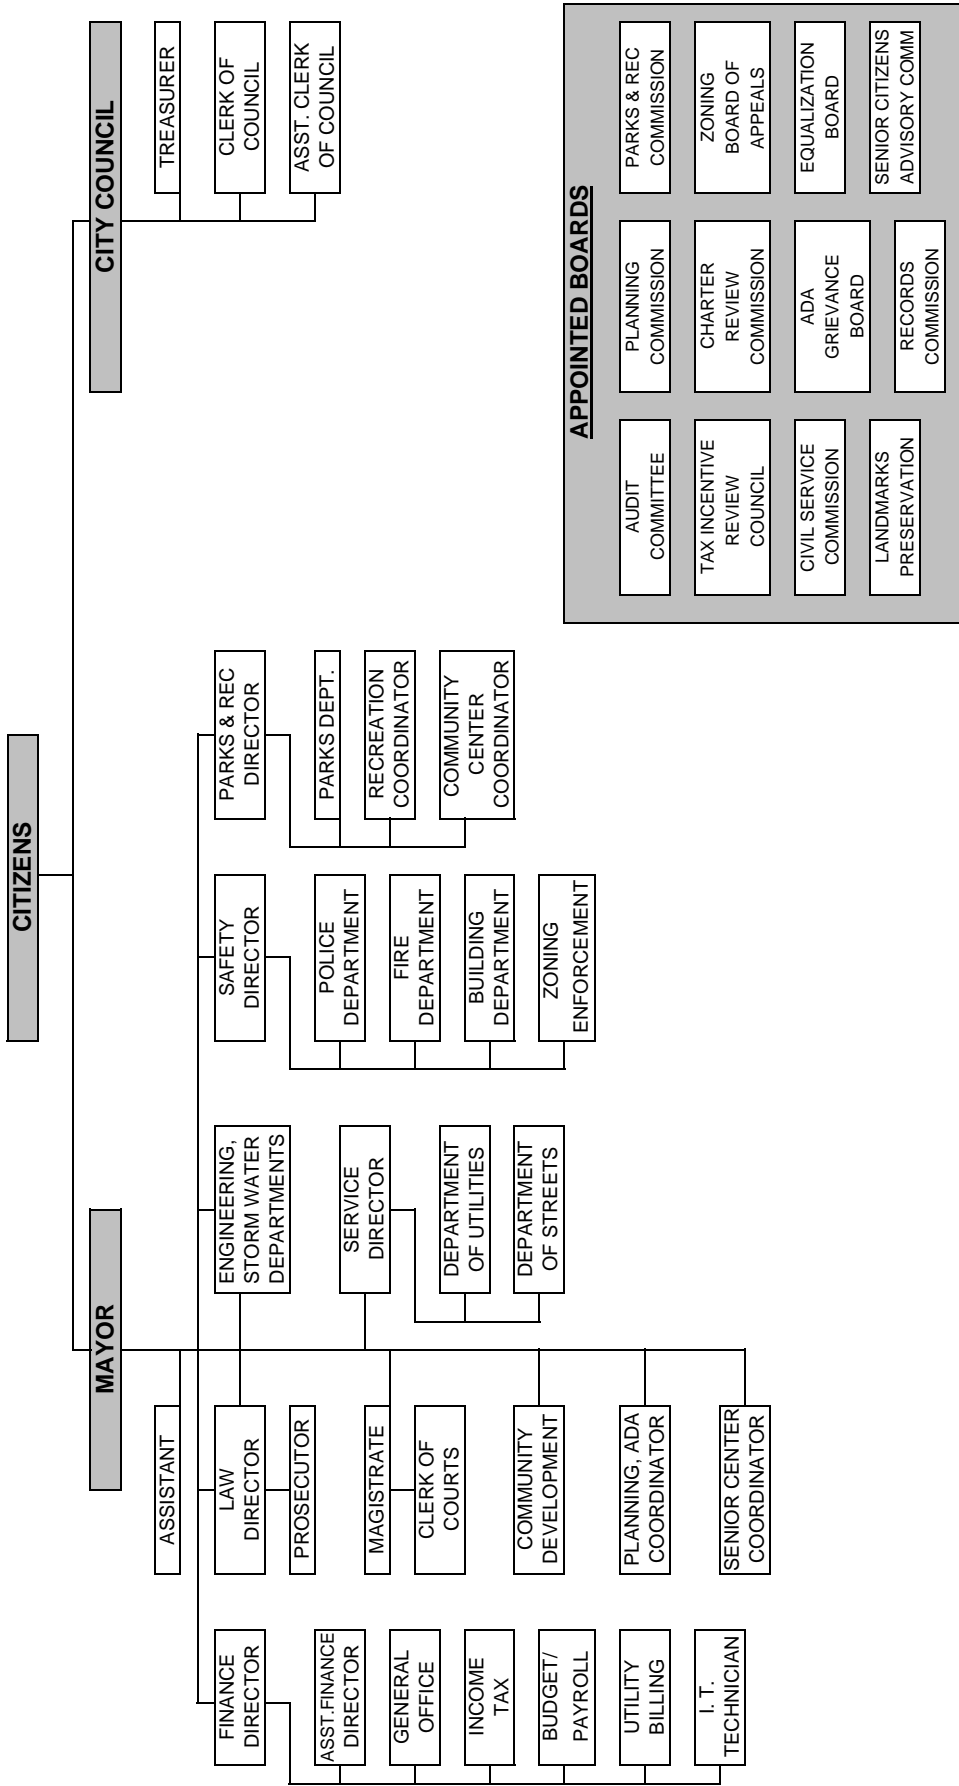 CITIZENS
MAYOR
CITY COUNCIL
ASSISTANT
TREASURER
CLERK OF
COUNCIL
ASST. CLERK
OF COUNCIL
FINANCE
DIRECTOR
ASST.FINANCE
DIRECTOR
GENERAL
OFFICE
INCOME
TAX
BUDGET/
PAYROLL
UTILITY
BILLING
I. T.
TECHNICIAN
LAW
DIRECTOR
PROSECUTOR
MAGISTRATE
CLERK OF
COURTS
COMMUNITY
DEVELOPMENT
PLANNING, ADA
COORDINATOR
SENIOR CENTER
COORDINATOR
ENGINEERING,
STORM WATER
DEPARTMENTS
SERVICE
DIRECTOR
DEPARTMENT
OF UTILITIES
DEPARTMENT
OF STREETS
SAFETY
DIRECTOR
POLICE
DEPARTMENT
FIRE
DEPARTMENT
BUILDING
DEPARTMENT
ZONING
ENFORCEMENT
PARKS & REC
DIRECTOR
PARKS DEPT.
RECREATION
COORDINATOR
COMMUNITY
CENTER
COORDINATOR
APPOINTED BOARDS
AUDIT
COMMITTEE
PLANNING
COMMISSION
PARKS & REC
COMMISSION
TAX INCENTIVE
REVIEW
COUNCIL
CHARTER
REVIEW
COMMISSION
ZONING
BOARD OF
APPEALS
CIVIL SERVICE
COMMISSION
ADA
GRIEVANCE
BOARD
EQUALIZATION
BOARD
LANDMARKS
PRESERVATION
RECORDS
COMMISSION
SENIOR CITIZENS
ADVISORY COMM